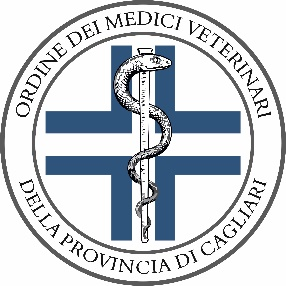 ORDINE DEI MEDICI VETERINARI
DELLA PROVINCIA DI CAGLIARI